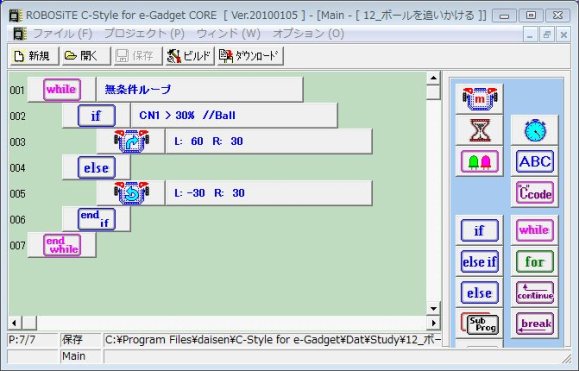 ROBOSITE C-Style for e-Gadget CORE [ Ver.20100105 ] - [Main - [ 12_ボールを追いかける ]]
ファイル (F) プロジェクト (P) ウィンドウ (W) オプション (O)
新規 開く 保存 ビルド ダウンロード
001 while 無条件ループ
002 if CN1 > 30% //Ball
003 L: 60 R: 30
004 else
005 L: -30 R: 30
006 end if
007 end while
m
ABC
"C" Ccode
if while
else if for
else continue
Sub Prog break
P:7/7 保存 C:¥Program Files¥daisen¥C-Style for e-Gadget¥Dat¥Study¥12_ボー
Main